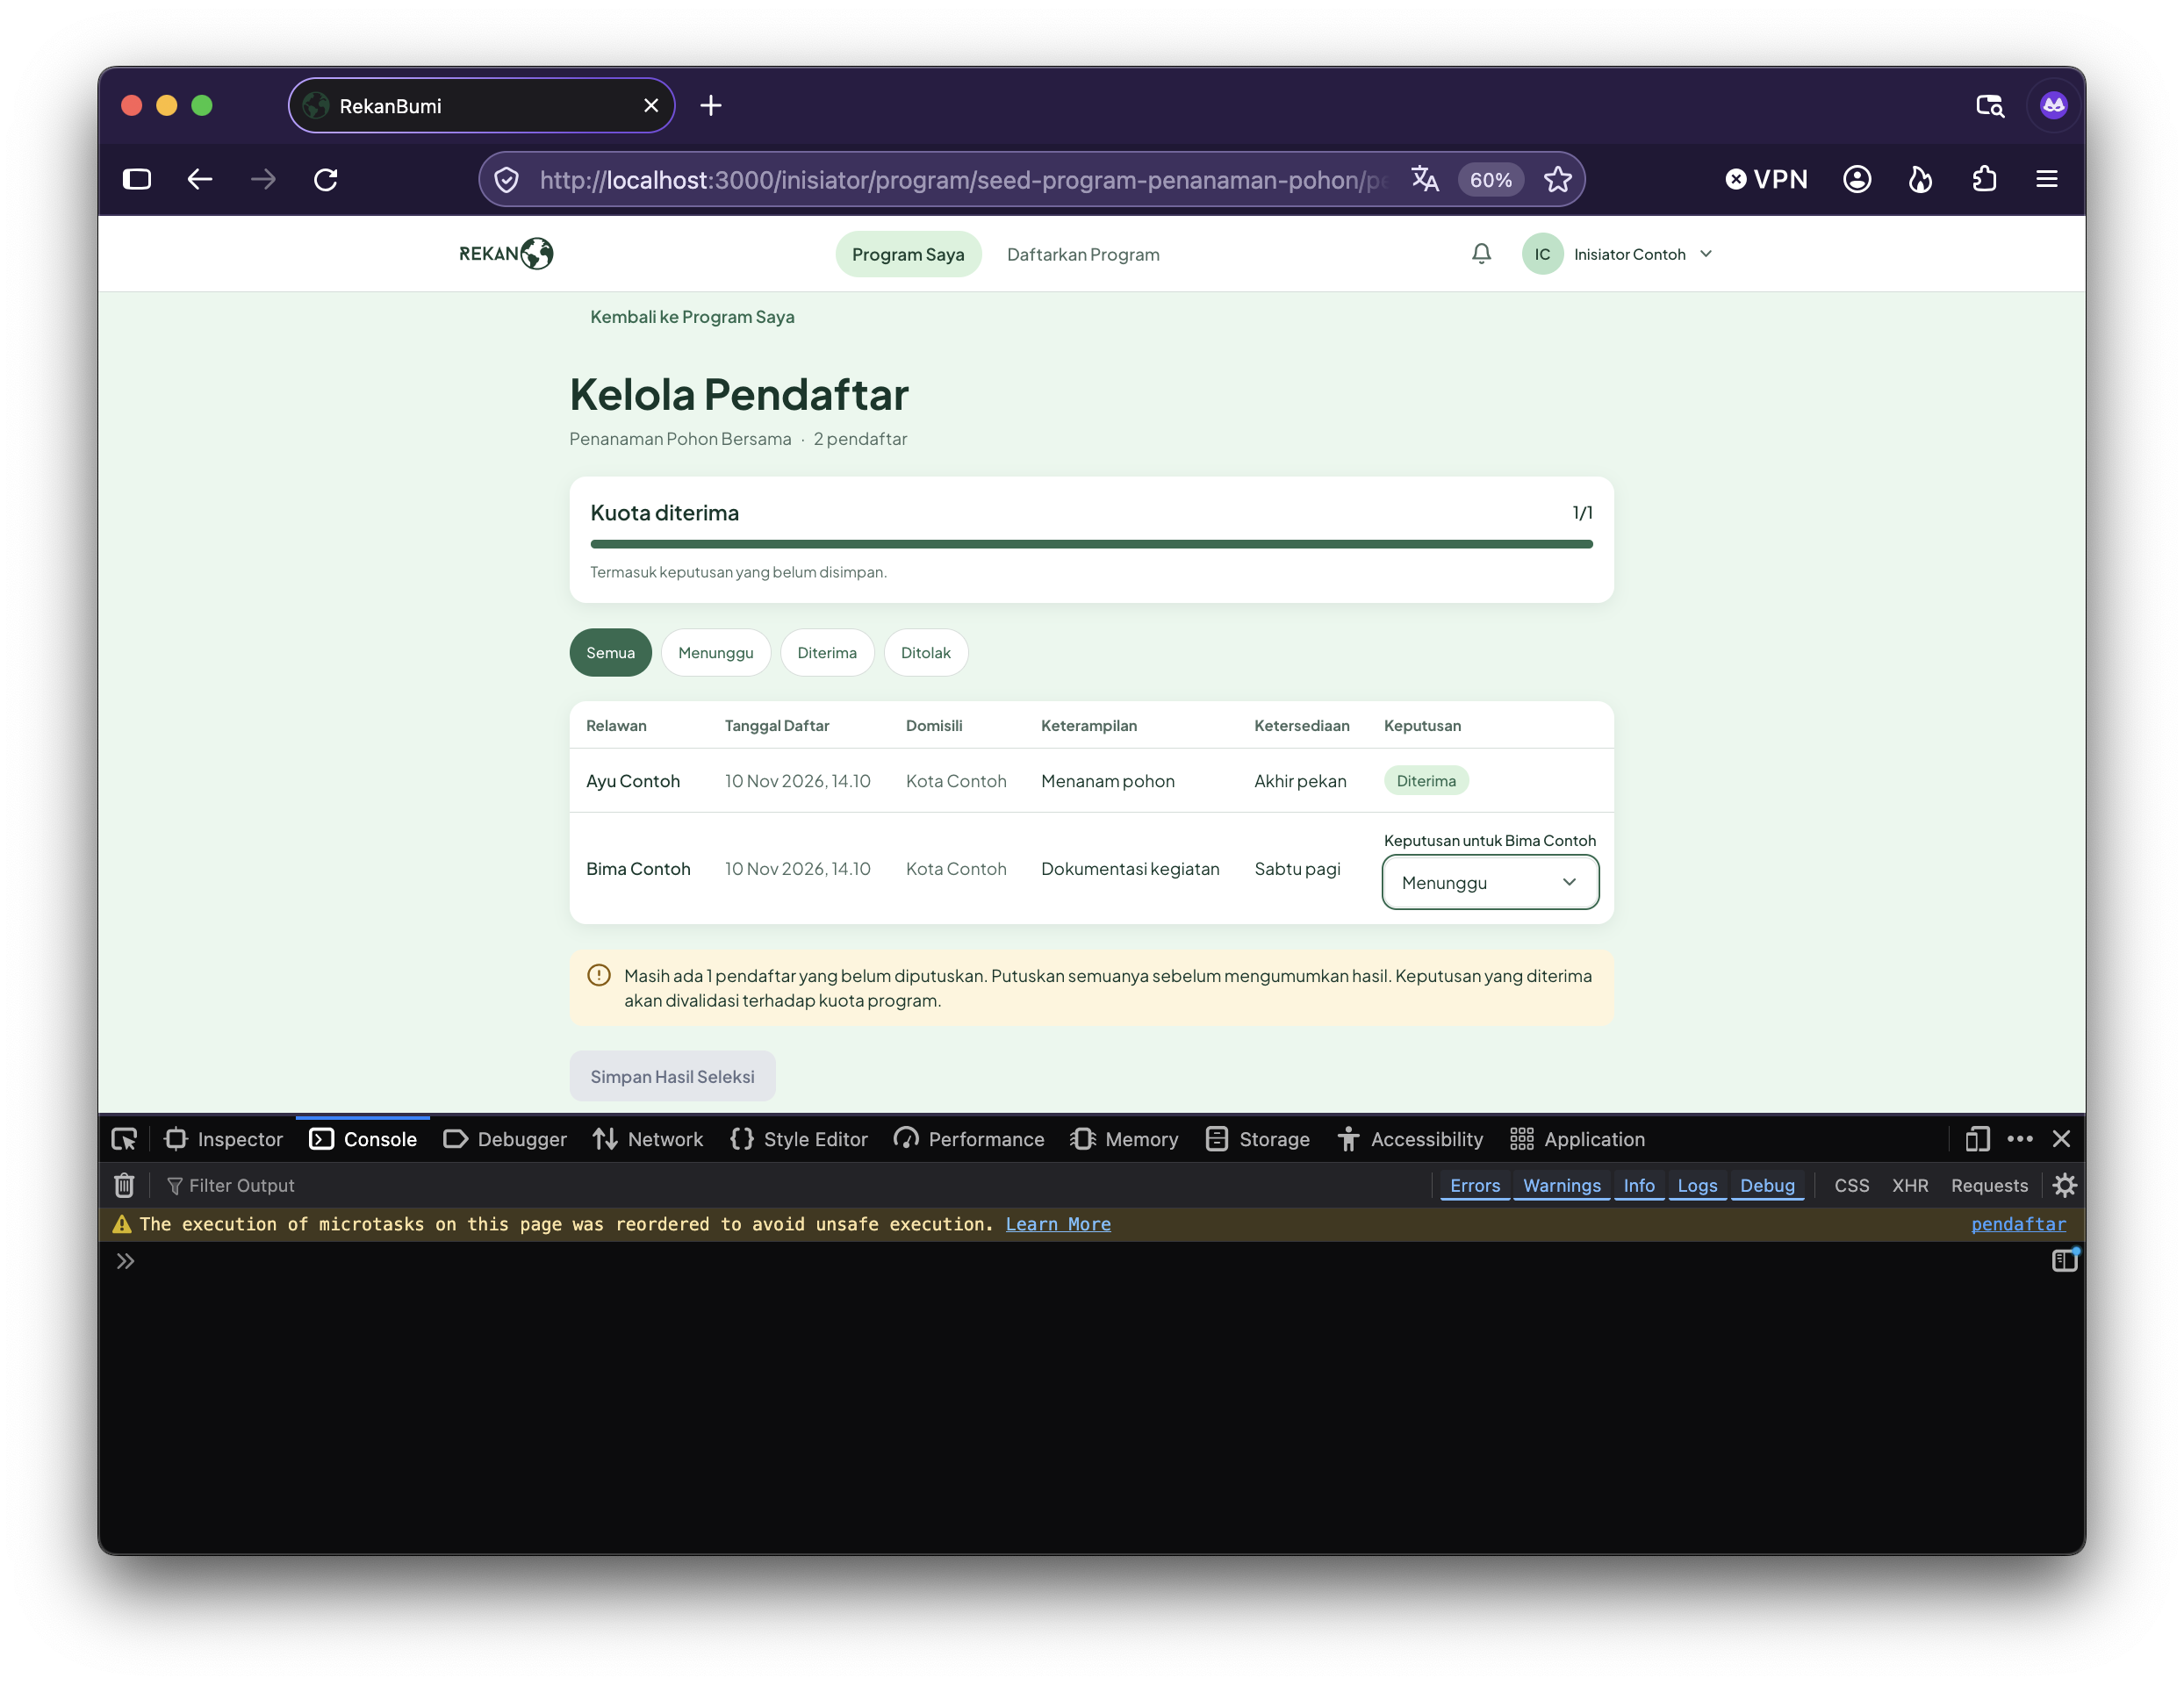 RekanBumi
http://localhost:3000/inisiator/program/seed-program-penanaman-pohon/pe
60%
VPN
REKAN
Program Saya
Daftarkan Program
IC
Inisiator Contoh
Kembali ke Program Saya
Kelola Pendaftar
Penanaman Pohon Bersama · 2 pendaftar
Kuota diterima
1/1
Termasuk keputusan yang belum disimpan.
Semua
Menunggu
Diterima
Ditolak
Relawan
Tanggal Daftar
Domisili
Keterampilan
Ketersediaan
Keputusan
Ayu Contoh
10 Nov 2026, 14.10
Kota Contoh
Menanam pohon
Akhir pekan
Diterima
Keputusan untuk Bima Contoh
Bima Contoh
10 Nov 2026, 14.10
Kota Contoh
Dokumentasi kegiatan
Sabtu pagi
Menunggu
Masih ada 1 pendaftar yang belum diputuskan. Putuskan semuanya sebelum mengumumkan hasil. Keputusan yang diterima
akan divalidasi terhadap kuota program.
Simpan Hasil Seleksi
Inspector
Console
Debugger
Network
Style Editor
Performance
Memory
Storage
Accessibility
Application
Filter Output
Errors
Warnings
Info
Logs
Debug
CSS
XHR
Requests
The execution of microtasks on this page was reordered to avoid unsafe execution. Learn More
pendaftar